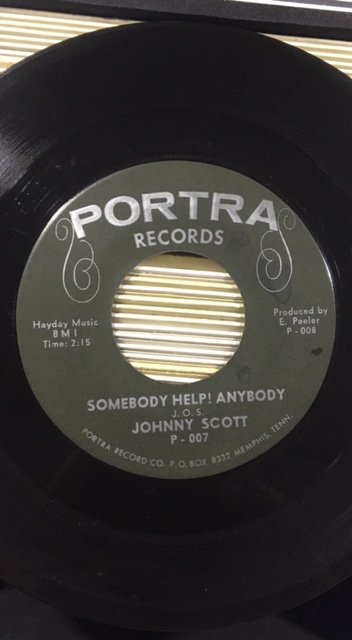 PORTRA
RECORDS
Hayday Music
BMI
Time: 2:15
Produced by
E. Peeler
P - 008
SOMEBODY HELP! ANYBODY
J.O.S.
JOHNNY SCOTT
P - 007
PORTRA RECORD CO. P.O. BOX 8332 MEMPHIS, TENN.